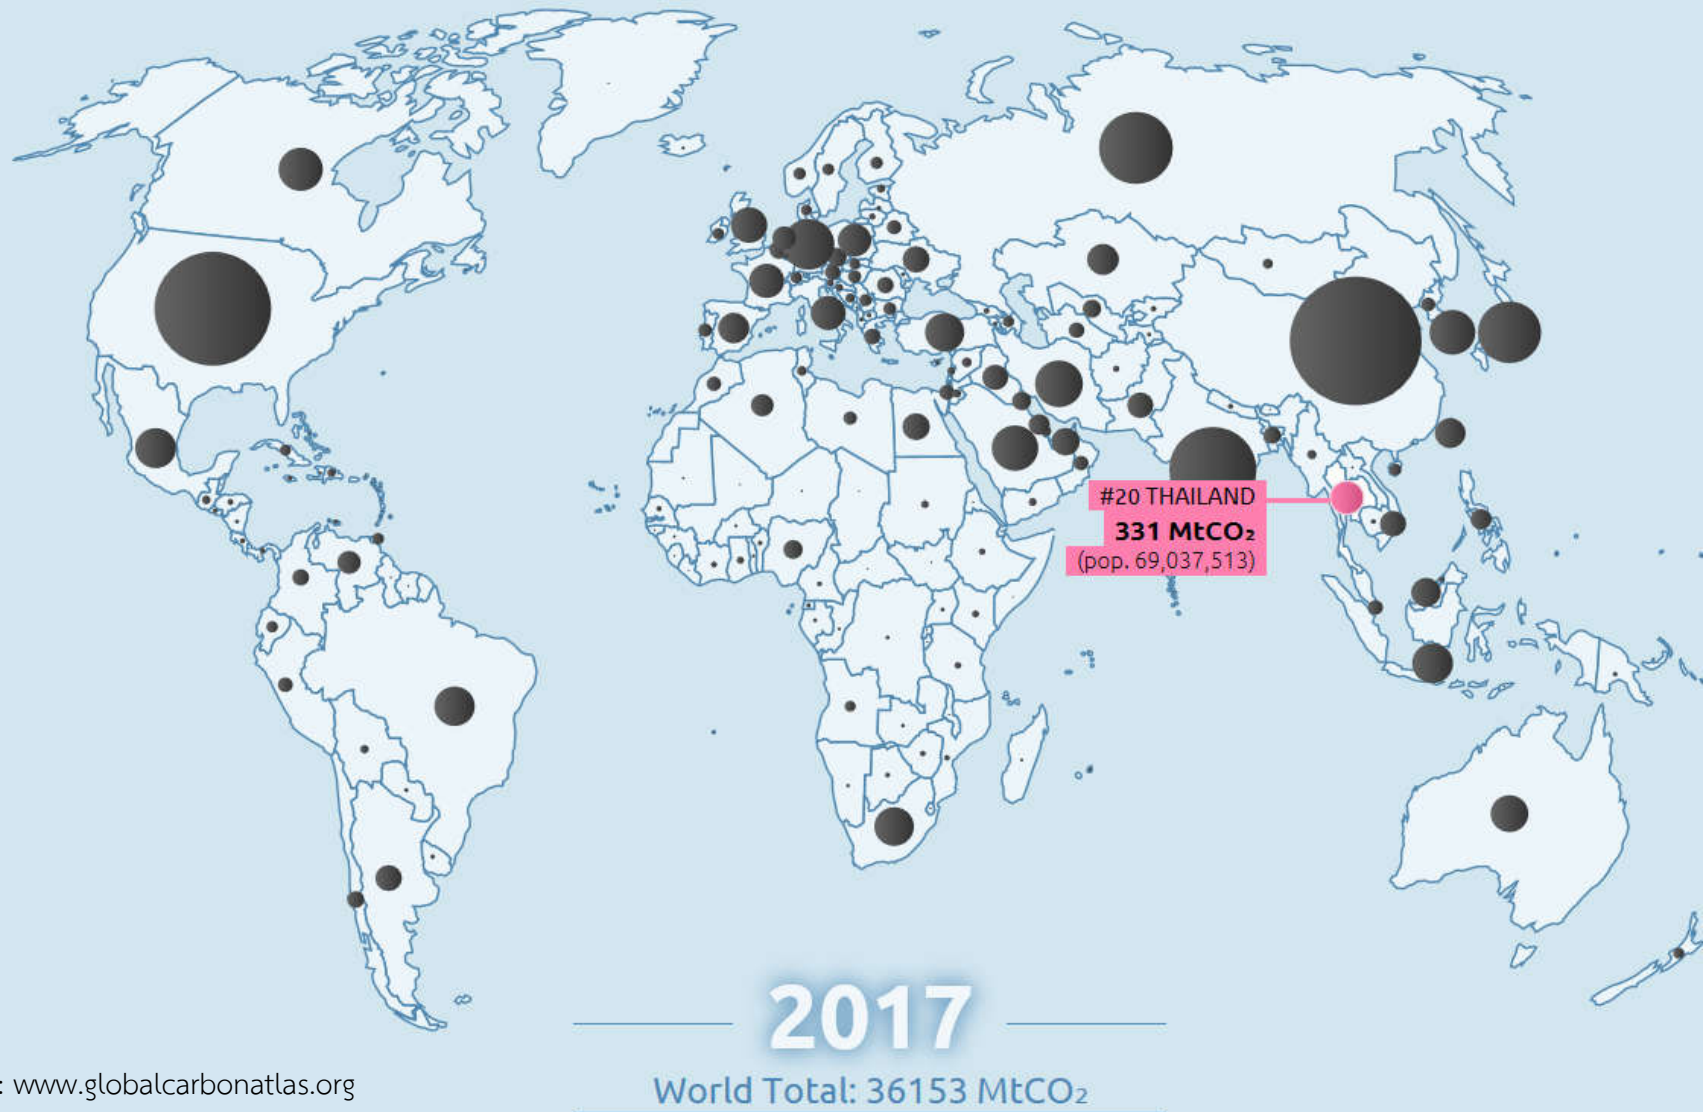 #20 THAILAND
331 MtCO₂
(pop. 69,037,513)
2017
World Total: 36153 MtCO₂
: www.globalcarbonatlas.org